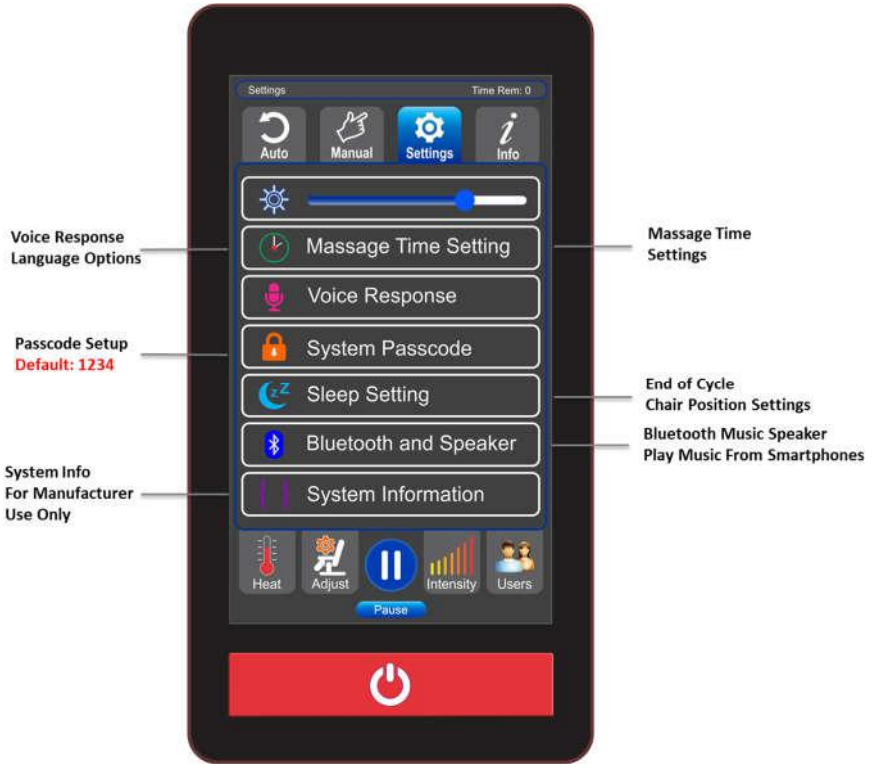 Settings
Time Rem: 0
Auto
Manual
Settings
Info
Massage Time Setting
Voice Response
System Passcode
Sleep Setting
Bluetooth and Speaker
System Information
Heat
Adjust
Intensity
Users
Pause
Voice Response
Language Options
Passcode Setup
Default: 1234
System Info
For Manufacturer
Use Only
Massage Time
Settings
End of Cycle
Chair Position Settings
Bluetooth Music Speaker
Play Music From Smartphones